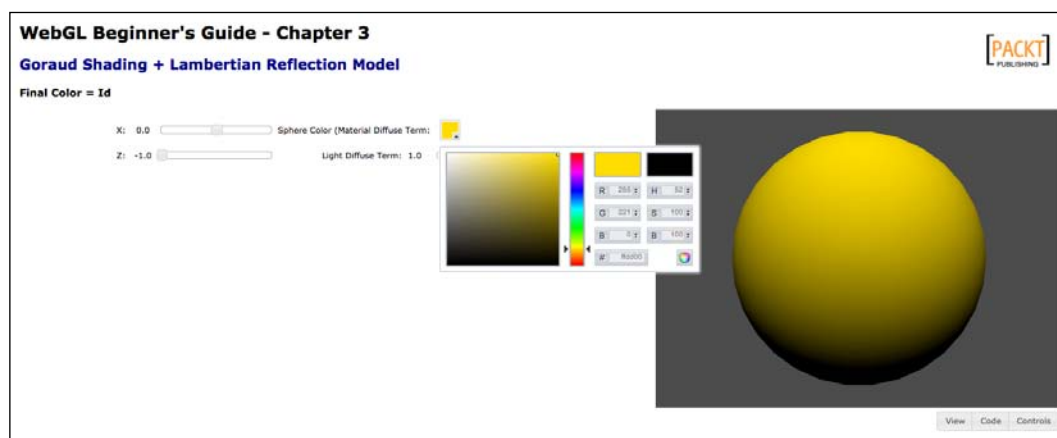 WebGL Beginner's Guide - Chapter 3
[PACKT]
PUBLISHING
Goraud Shading + Lambertian Reflection Model
Final Color = Id
X: 0.0 Sphere Color (Material Diffuse Term:
Z: -1.0 Light Diffuse Term: 1.0
R 255 H 52
G 221 S 100
B 0 B 100
# ffdd00
View Code Controls